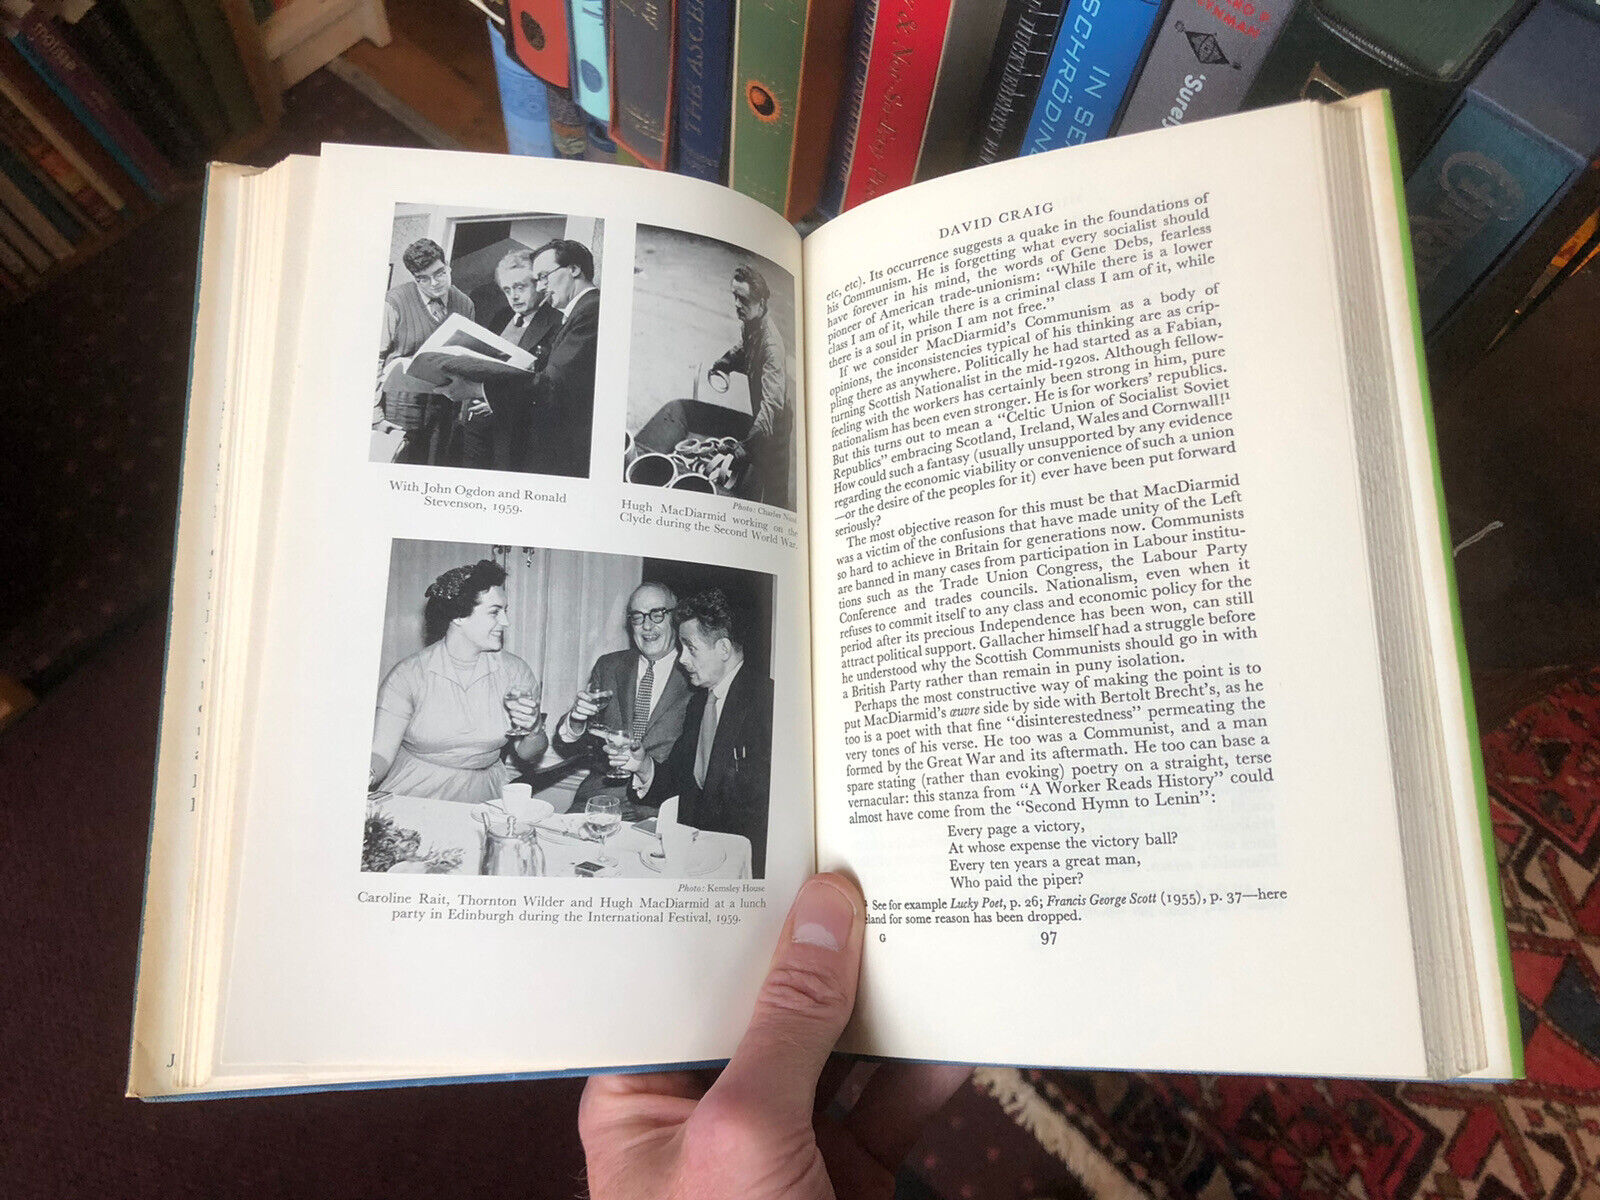 noise
THE ASCE
& Not-So-Funny Ph
Huckleberry
IN SEA
SCHRÖDIN
'Surely
With John Ogdon and Ronald
Stevenson, 1959.
Photo: Charles
Hugh MacDiarmid working on the
Clyde during the Second World War.
Photo: Kemsley House
Caroline Rait, Thornton Wilder and Hugh MacDiarmid at a lunch
party in Edinburgh during the International Festival, 1959.
DAVID CRAIG
etc, etc). Its occurrence suggests a quake in the foundations of
his Communism. He is forgetting what every socialist should
have forever in his mind, the words of Gene Debs, fearless
pioneer of American trade-unionism: "While there is a lower
class I am of it, while there is a criminal class I am of it, while
there is a soul in prison I am not free."
If we consider MacDiarmid's Communism as a body of
opinions, the inconsistencies typical of his thinking are as crip-
pling there as anywhere. Politically he had started as a Fabian,
turning Scottish Nationalist in the mid-1920s. Although fellow-
feeling with the workers has certainly been strong in him, pure
nationalism has been even stronger. He is for workers' republics.
But this turns out to mean a "Celtic Union of Socialist Soviet
Republics" embracing Scotland, Ireland, Wales and Cornwall!¹
How could such a fantasy (usually unsupported by any evidence
regarding the economic viability or convenience of such a union
—or the desire of the peoples for it) ever have been put forward
seriously?
The most objective reason for this must be that MacDiarmid
was a victim of the confusions that have made unity of the Left
so hard to achieve in Britain for generations now. Communists
are banned in many cases from participation in Labour institu-
tions such as the Trade Union Congress, the Labour Party
Conference and trades councils. Nationalism, even when it
refuses to commit itself to any class and economic policy for the
period after its precious Independence has been won, can still
attract political support. Gallacher himself had a struggle before
he understood why the Scottish Communists should go in with
a British Party rather than remain in puny isolation.
Perhaps the most constructive way of making the point is to
put MacDiarmid's œuvre side by side with Bertolt Brecht's, as he
too is a poet with that fine "disinterestedness" permeating the
very tones of his verse. He too was a Communist, and a man
formed by the Great War and its aftermath. He too can base a
spare stating (rather than evoking) poetry on a straight, terse
vernacular: this stanza from "A Worker Reads History" could
almost have come from the "Second Hymn to Lenin":
Every page a victory,
At whose expense the victory ball?
Every ten years a great man,
Who paid the piper?
See for example Lucky Poet, p. 26; Francis George Scott (1955), p. 37—here
eland for some reason has been dropped.
G
97